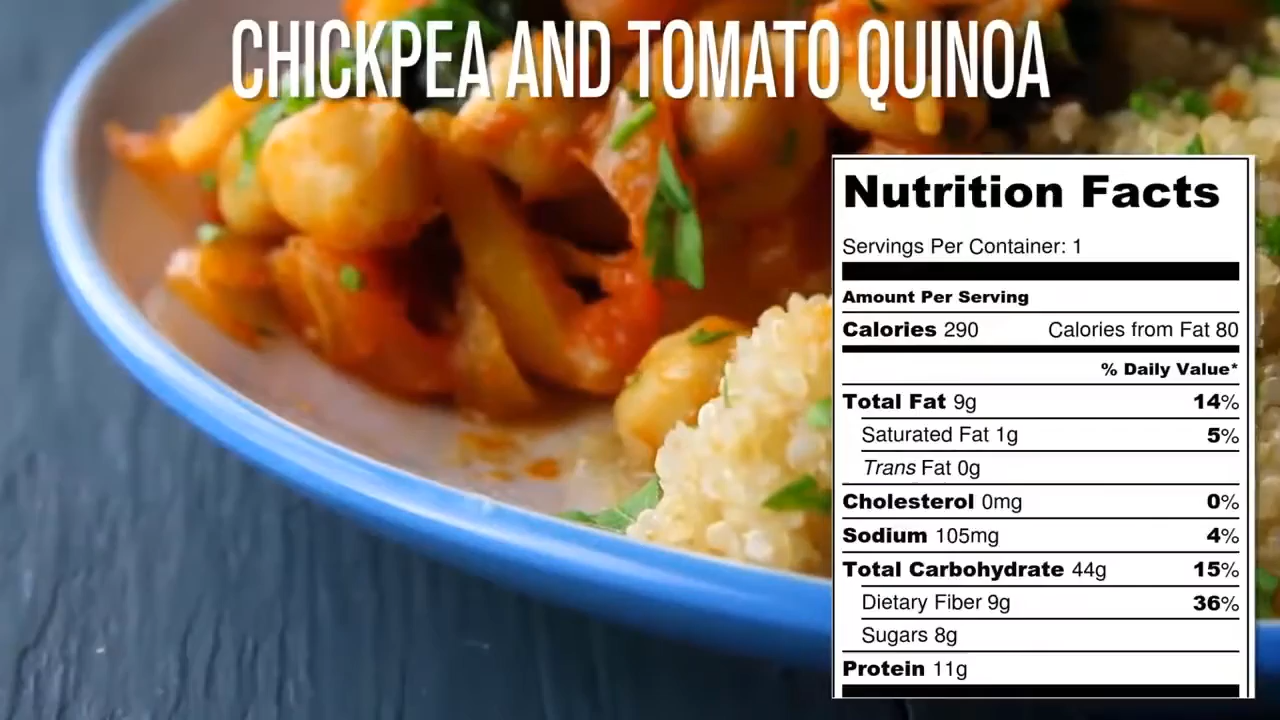 CHICKPEA AND TOMATO QUINOA
Nutrition Facts
Servings Per Container: 1
Amount Per Serving
Calories 290 Calories from Fat 80
% Daily Value*
Total Fat 9g 14%
Saturated Fat 1g 5%
Trans Fat 0g
Cholesterol 0mg 0%
Sodium 105mg 4%
Total Carbohydrate 44g 15%
Dietary Fiber 9g 36%
Sugars 8g
Protein 11g